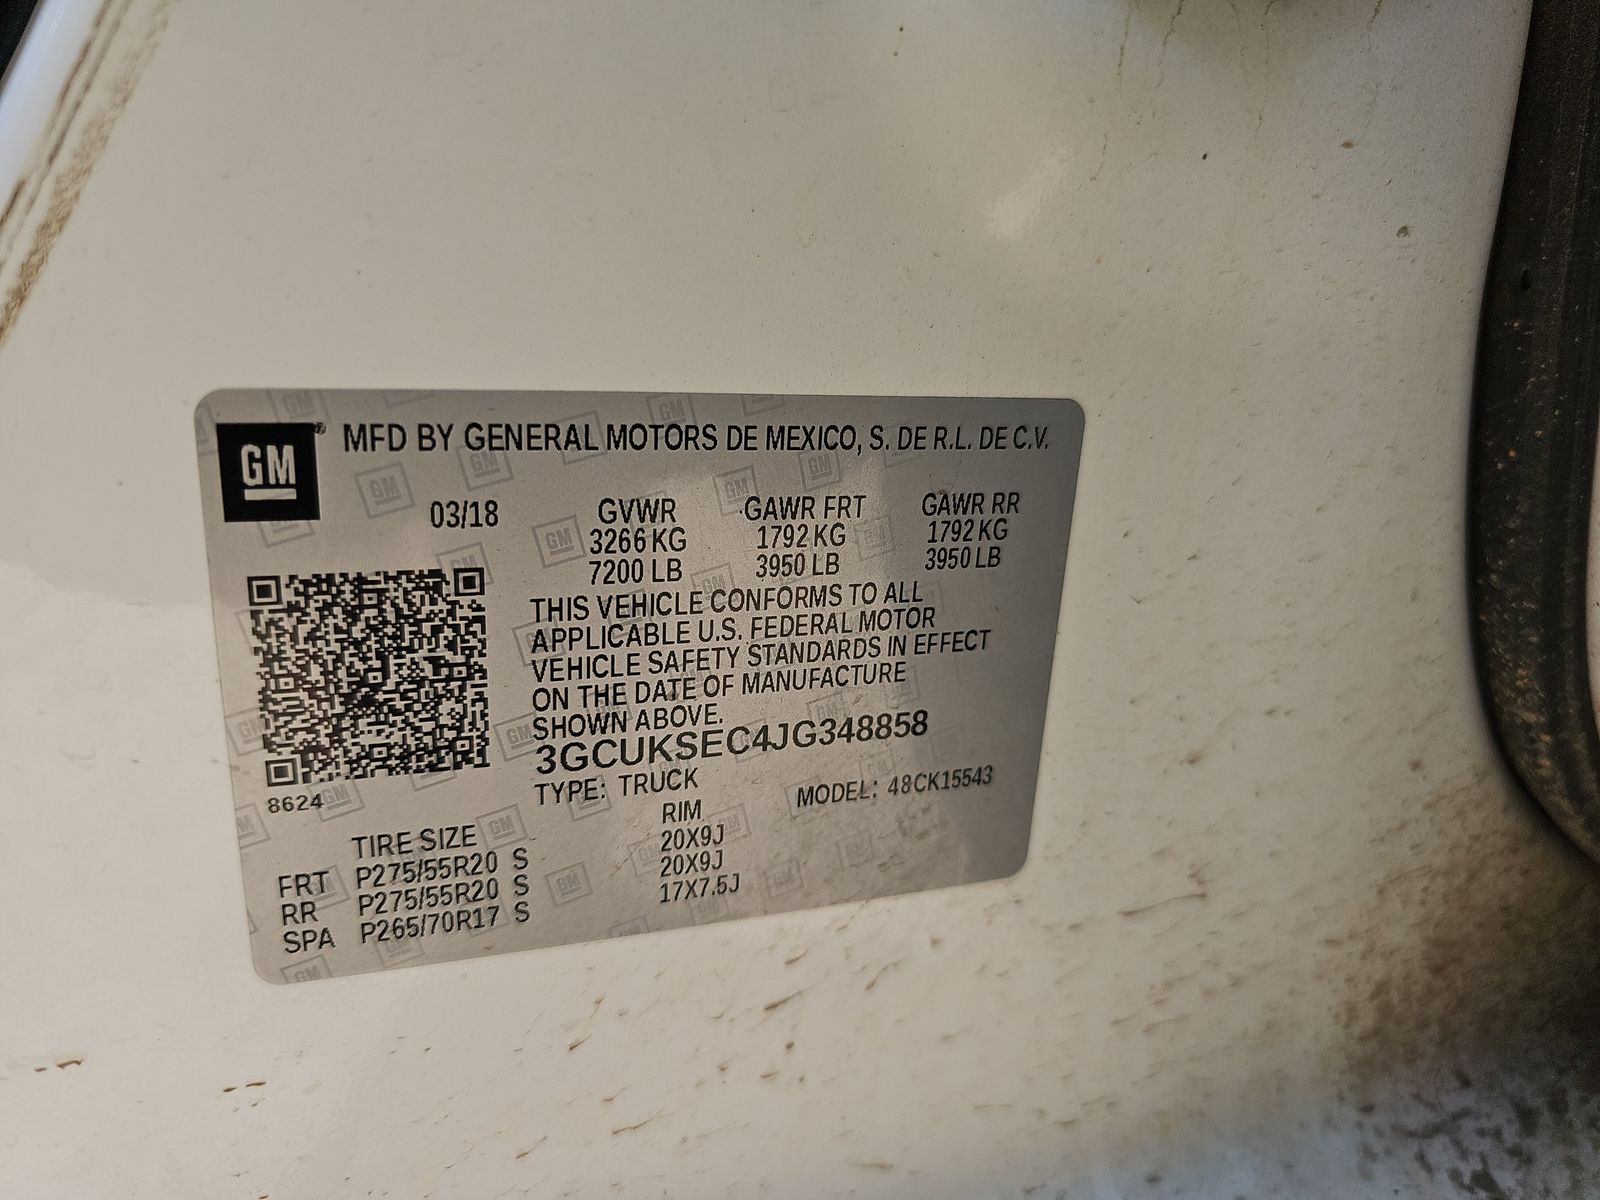 GM
MFD BY GENERAL MOTORS DE MEXICO, S. DE R.L. DE C.V.
03/18 GVWR GAWR FRT GAWR RR
3266 KG 1792 KG 1792 KG
7200 LB 3950 LB 3950 LB
THIS VEHICLE CONFORMS TO ALL
APPLICABLE U.S. FEDERAL MOTOR
VEHICLE SAFETY STANDARDS IN EFFECT
ON THE DATE OF MANUFACTURE
SHOWN ABOVE.
3GCUKSEC4JG348858
8624
TYPE: TRUCK MODEL: 48CK15543
TIRE SIZE RIM
FRT P275/55R20 S 20X9J
RR P275/55R20 S 20X9J
SPA P265/70R17 S 17X7.5J